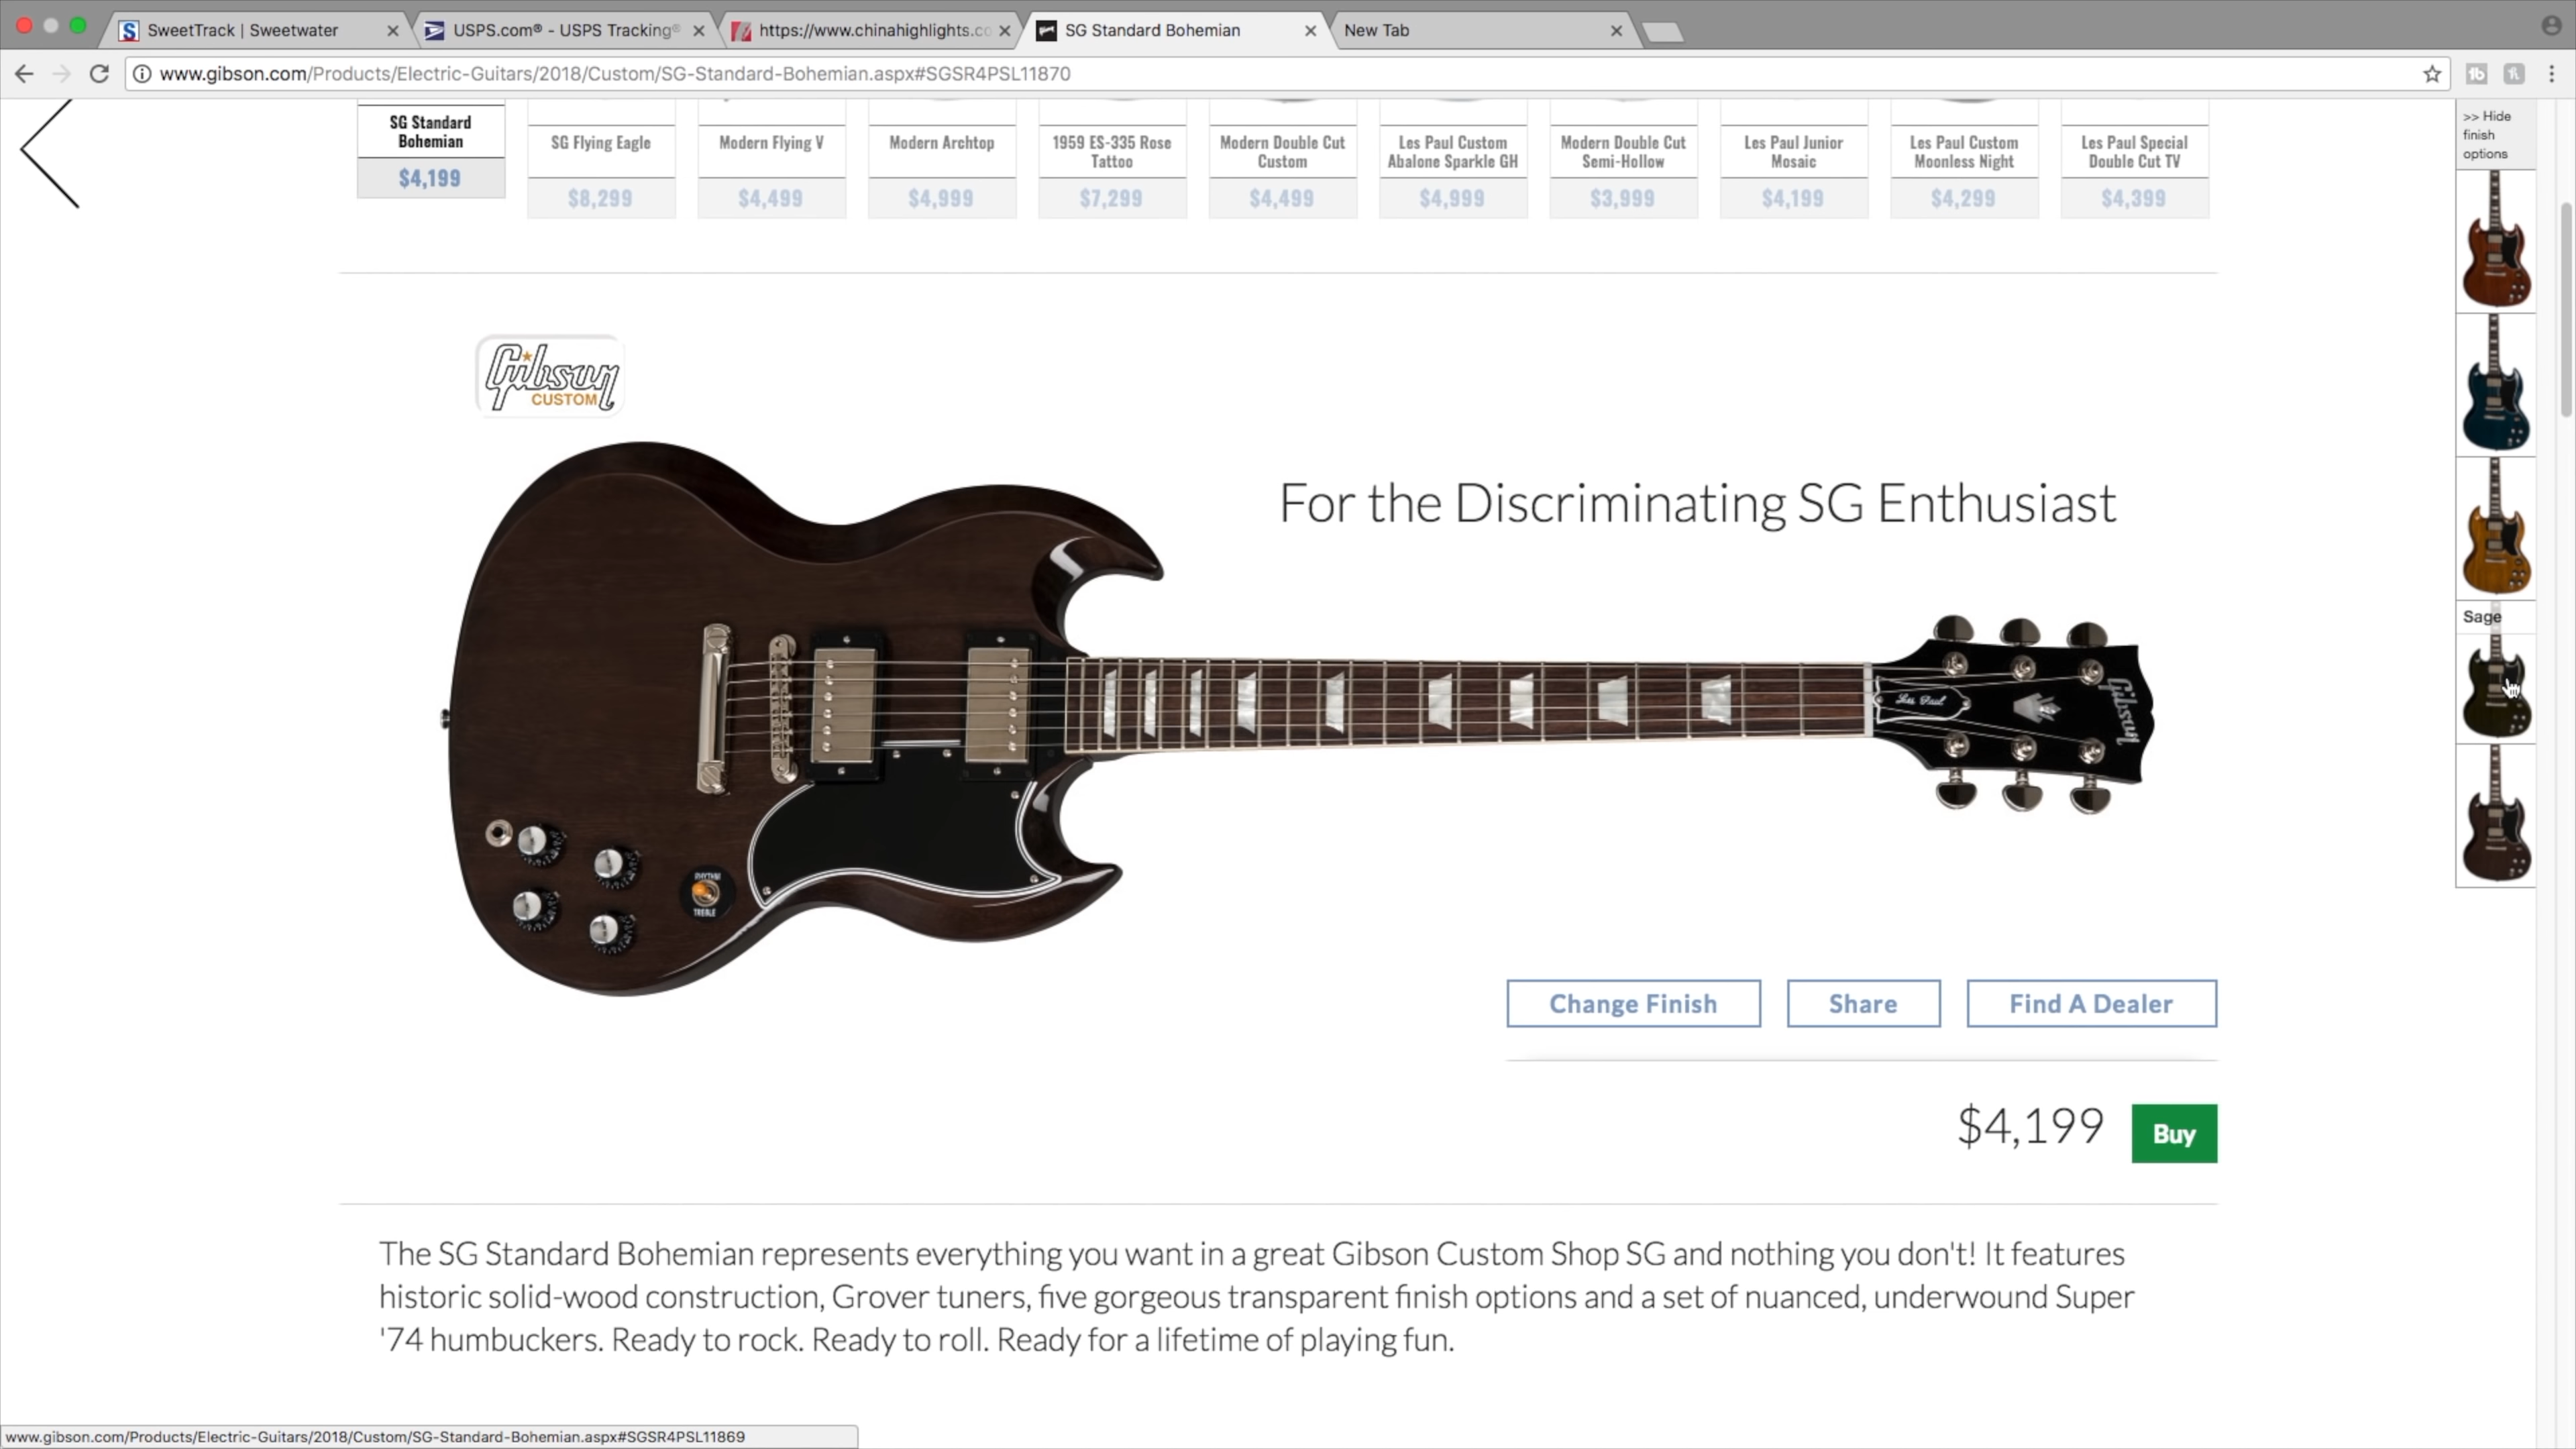 SweetTrack | Sweetwater
USPS.com® - USPS Tracking®
https://www.chinahighlights.co
SG Standard Bohemian
New Tab
www.gibson.com/Products/Electric-Guitars/2018/Custom/SG-Standard-Bohemian.aspx#SGSR4PSL11870
SG Standard
Bohemian
$4,199
SG Flying Eagle
$8,299
Modern Flying V
$4,499
Modern Archtop
$4,999
1959 ES-335 Rose
Tattoo
$7,299
Modern Double Cut
Custom
$4,499
Les Paul Custom
Abalone Sparkle GH
$4,999
Modern Double Cut
Semi-Hollow
$3,999
Les Paul Junior
Mosaic
$4,199
Les Paul Custom
Moonless Night
$4,299
Les Paul Special
Double Cut TV
$4,399
>> Hide
finish
options
Gibson
CUSTOM
For the Discriminating SG Enthusiast
Sage
Les Paul
Gibson
RHYTHM
TREBLE
Change Finish
Share
Find A Dealer
$4,199
Buy
The SG Standard Bohemian represents everything you want in a great Gibson Custom Shop SG and nothing you don't! It features
historic solid-wood construction, Grover tuners, five gorgeous transparent finish options and a set of nuanced, underwound Super
'74 humbuckers. Ready to rock. Ready to roll. Ready for a lifetime of playing fun.
www.gibson.com/Products/Electric-Guitars/2018/Custom/SG-Standard-Bohemian.aspx#SGSR4PSL11869